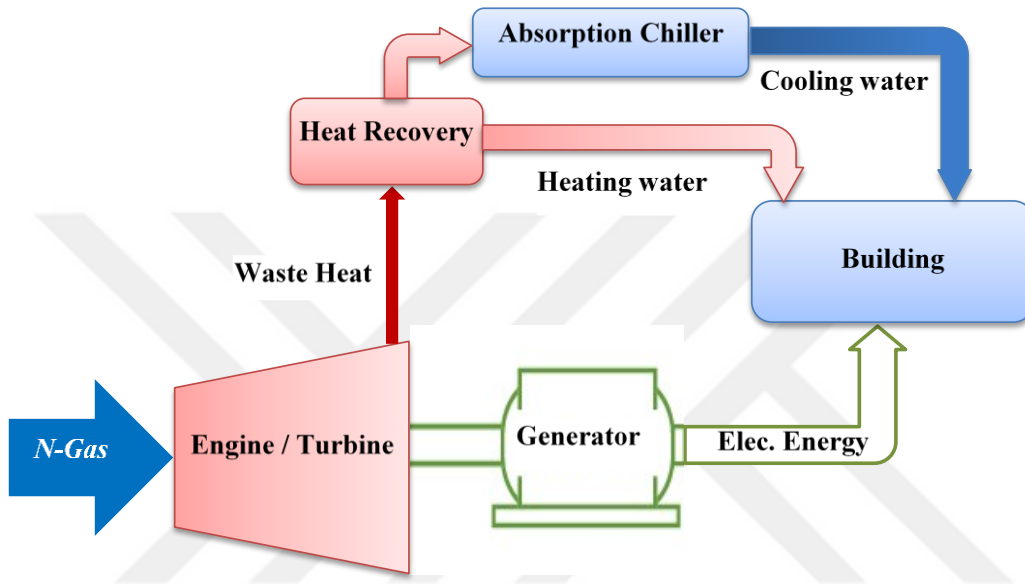 Absorption Chiller
Cooling water
Heat Recovery
Heating water
Building
Waste Heat
N-Gas
Engine / Turbine
Generator
Elec. Energy